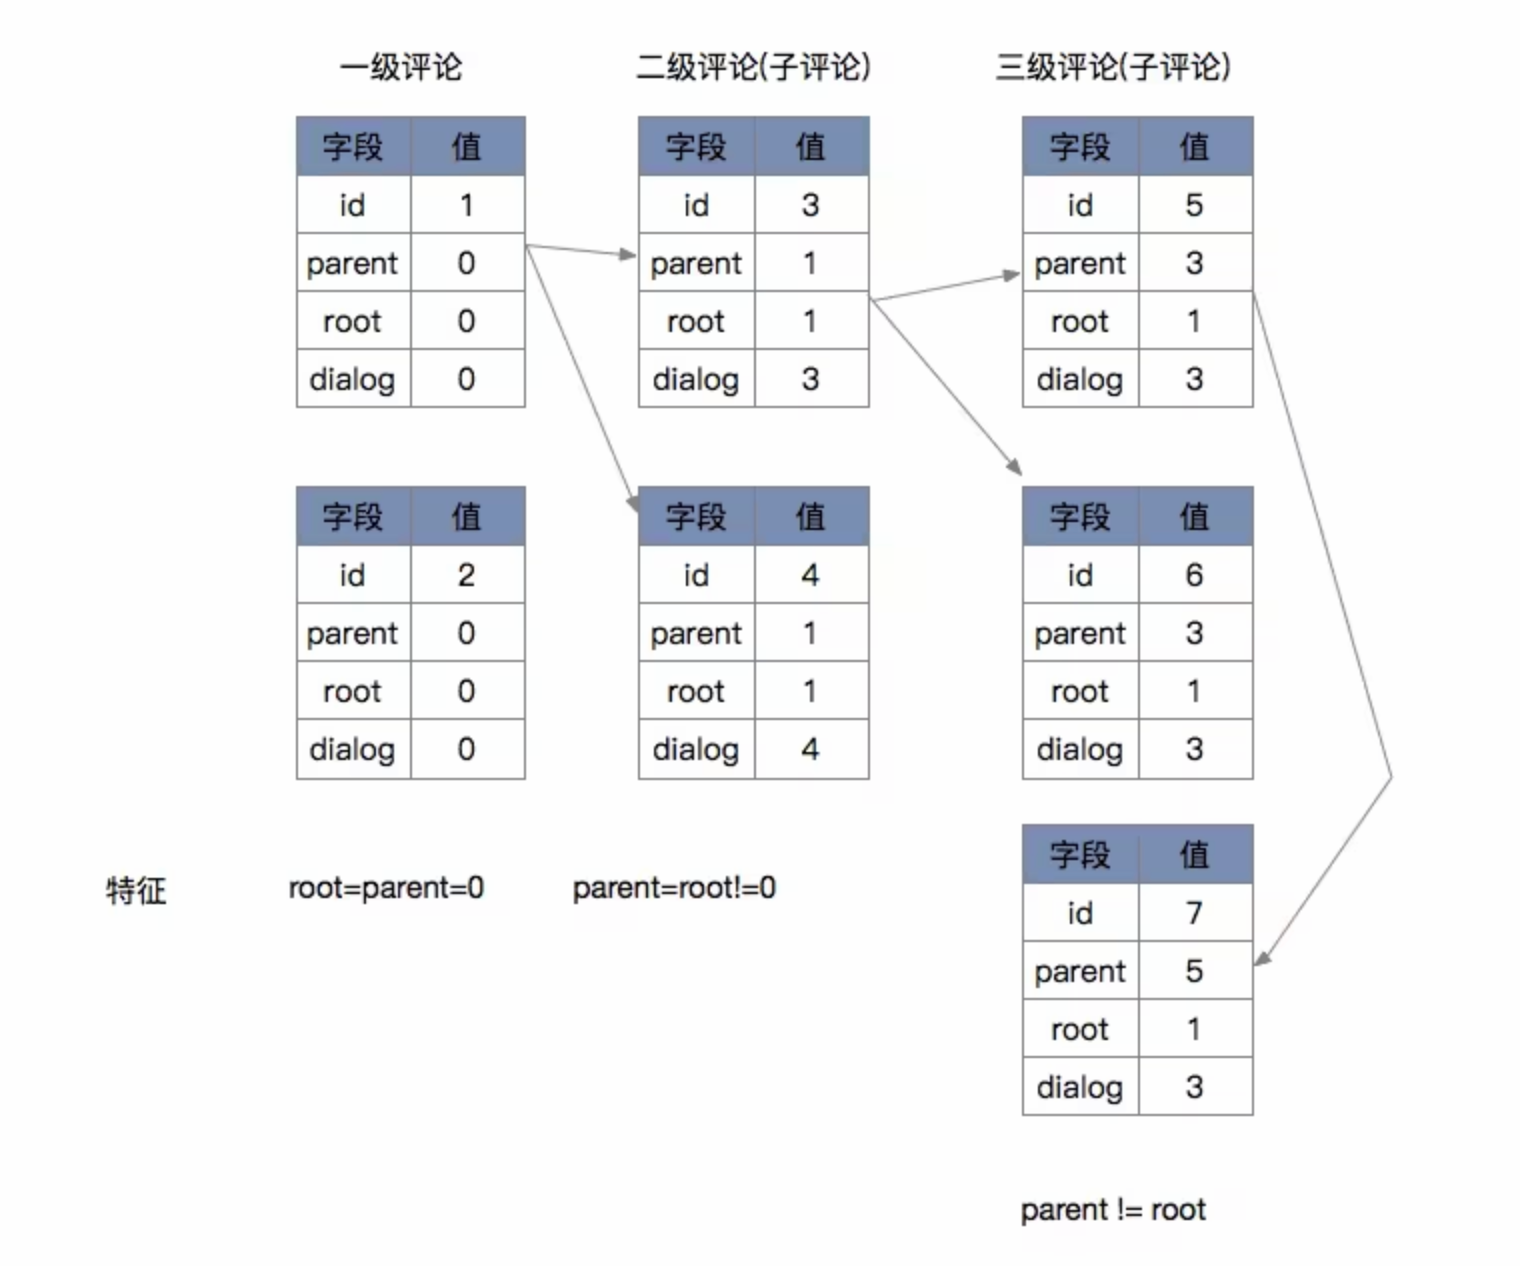 一级评论
二级评论(子评论)
三级评论(子评论)
字段 值
id 1
parent 0
root 0
dialog 0
字段 值
id 3
parent 1
root 1
dialog 3
字段 值
id 5
parent 3
root 1
dialog 3
字段 值
id 2
parent 0
root 0
dialog 0
字段 值
id 4
parent 1
root 1
dialog 4
字段 值
id 6
parent 3
root 1
dialog 3
字段 值
id 7
parent 5
root 1
dialog 3
特征
root=parent=0
parent=root!=0
parent != root